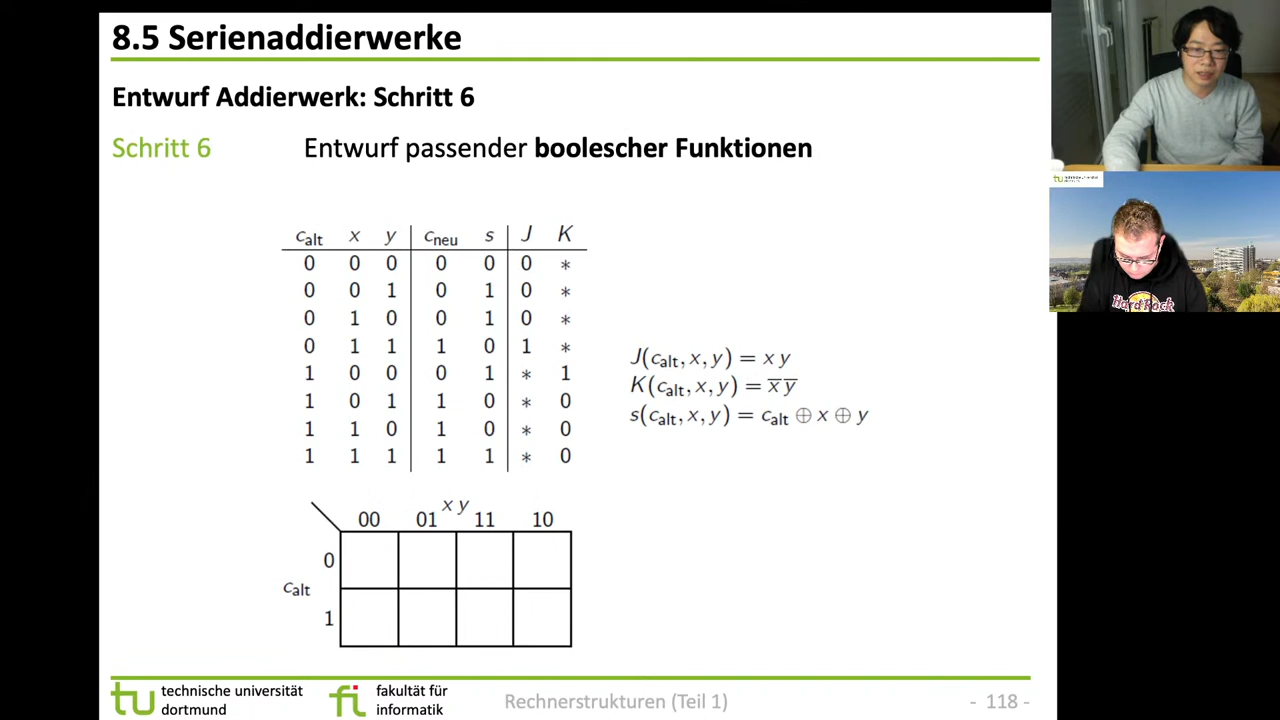 8.5 Serienaddierwerke
Entwurf Addierwerk: Schritt 6
Schritt 6 Entwurf passender boolescher Funktionen
c_alt x y c_neu s J K
0 0 0 0 0 0 *
0 0 1 0 1 0 *
0 1 0 0 1 0 *
0 1 1 1 0 1 *
1 0 0 0 1 * 1
1 0 1 1 0 * 0
1 1 0 1 0 * 0
1 1 1 1 1 * 0
J(c_alt, x, y) = x y
K(c_alt, x, y) = x̅ y̅
s(c_alt, x, y) = c_alt ⊕ x ⊕ y
x y
00 01 11 10
0
c_alt
1
tu technische universität dortmund
fi fakultät für informatik
Rechnerstrukturen (Teil 1)
- 118 -
Hard Rock